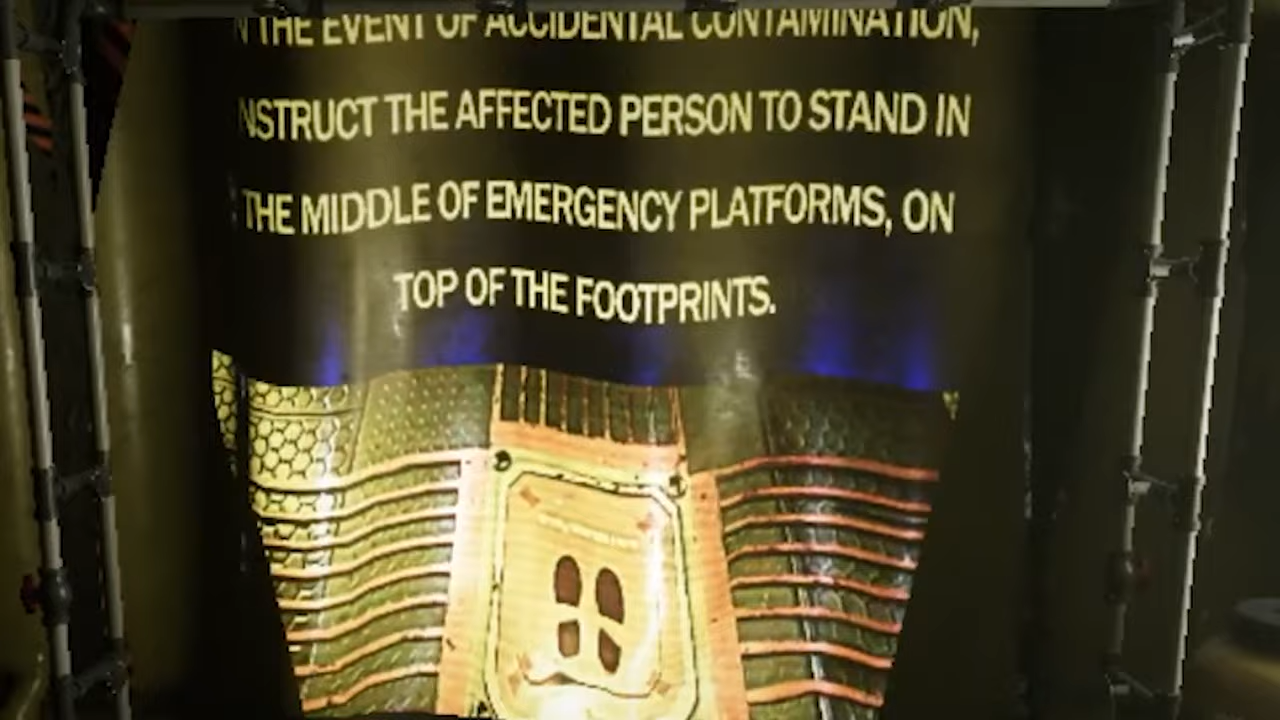 N THE EVENT OF ACCIDENTAL CONTAMINATION,
NSTRUCT THE AFFECTED PERSON TO STAND IN
THE MIDDLE OF EMERGENCY PLATFORMS, ON
TOP OF THE FOOTPRINTS.